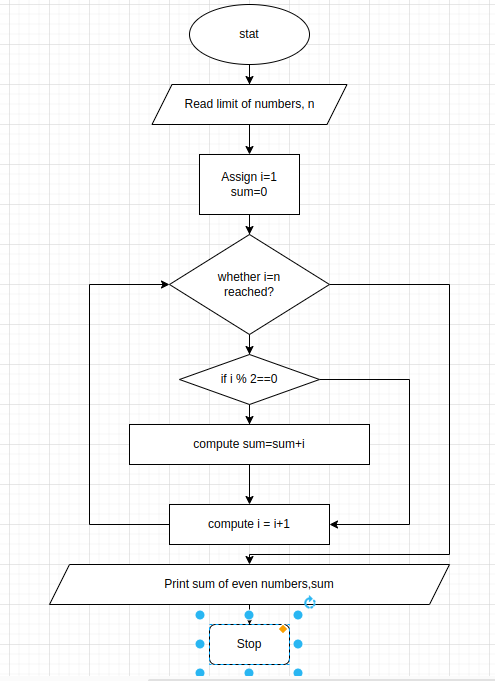 stat
Read limit of numbers, n
Assign i=1
sum=0
whether i=n
reached?
if i % 2==0
compute sum=sum+i
compute i = i+1
Print sum of even numbers,sum
Stop